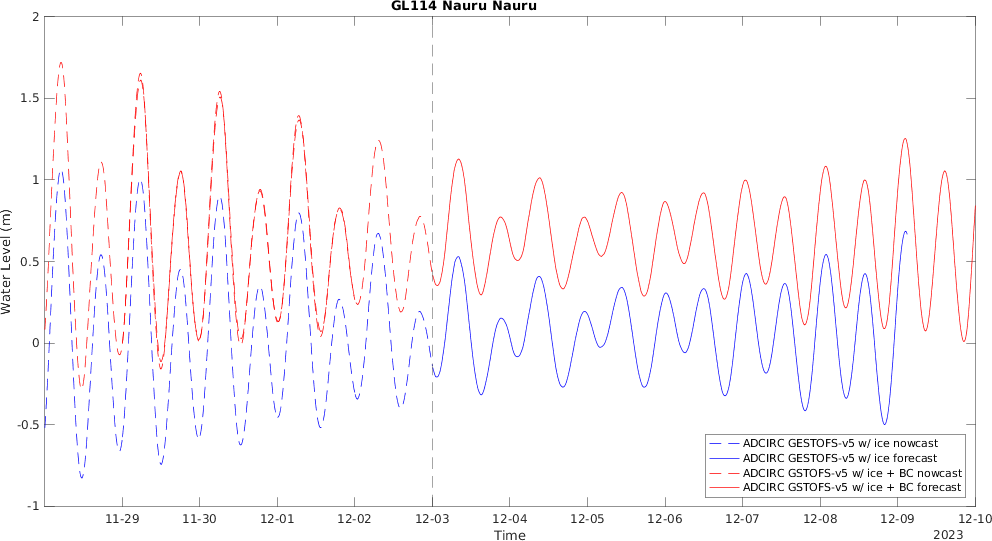 GL114 Nauru Nauru
Water Level (m)
2
1.5
1
0.5
0
-0.5
-1
11-29 11-30 12-01 12-02 12-03 12-04 12-05 12-06 12-07 12-08 12-09 12-10
Time
2023
ADCIRC GESTOFS-v5 w/ ice nowcast
ADCIRC GESTOFS-v5 w/ ice forecast
ADCIRC GSTOFS-v5 w/ ice + BC nowcast
ADCIRC GSTOFS-v5 w/ ice + BC forecast